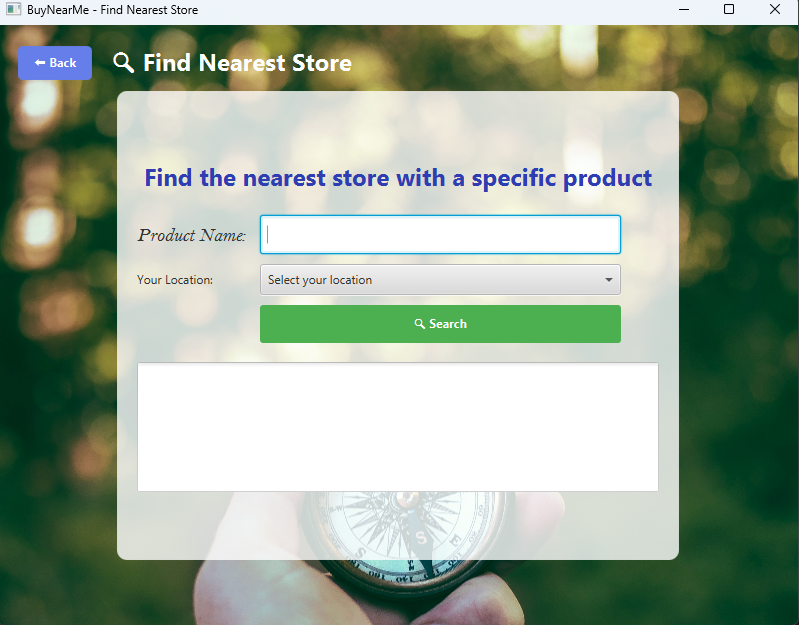 BuyNearMe - Find Nearest Store
⬅ Back
🔍 Find Nearest Store
Find the nearest store with a specific product
Product Name:
Your Location:
Select your location
🔍 Search
S
E
S